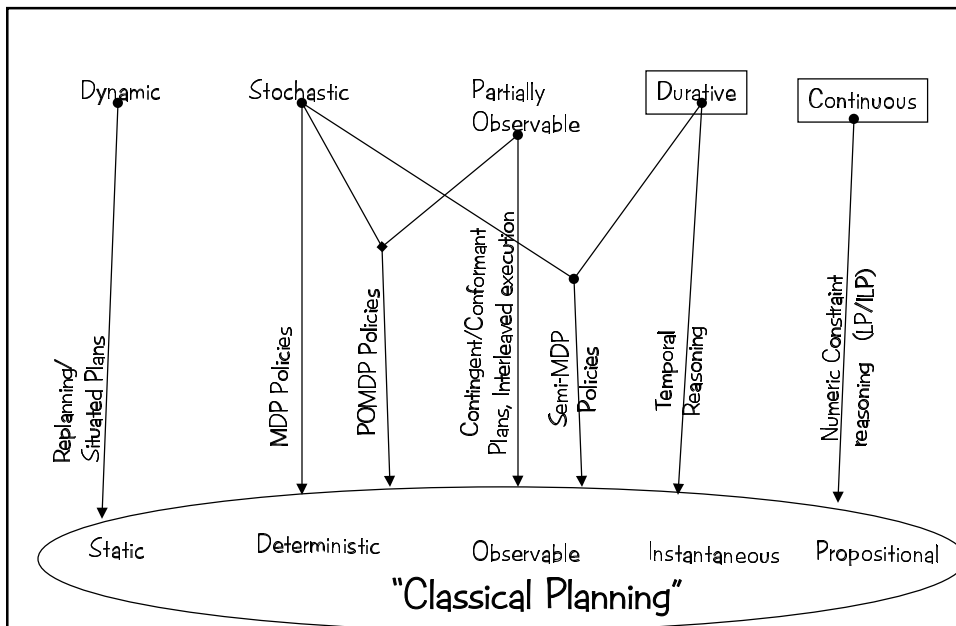 Dynamic
Stochastic
Partially
Observable
Durative
Continuous
Replanning/
Situated Plans
MDP Policies
POMDP Policies
Contingent/Conformant
Plans, Interleaved execution
Semi-MDP
Policies
Temporal
Reasoning
Numeric Constraint
reasoning (LP/ILP)
Static
Deterministic
Observable
Instantaneous
Propositional
"Classical Planning"